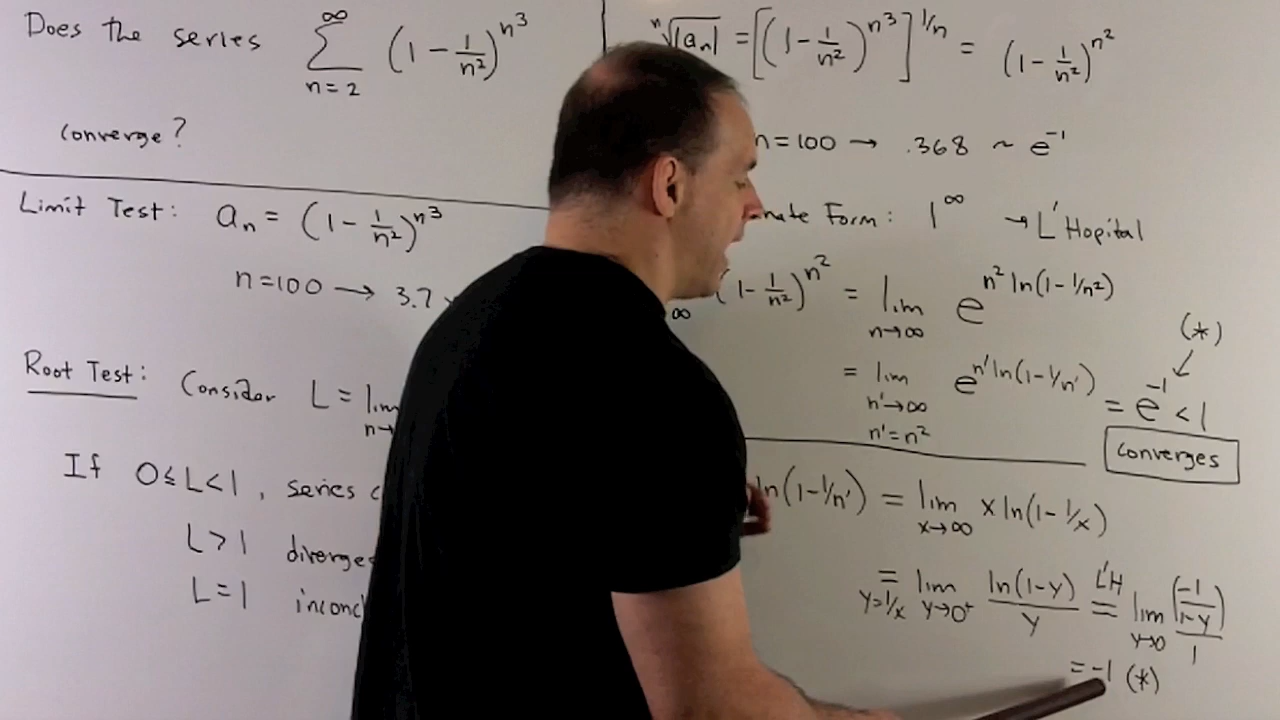 Does the series ∑_{n=2}^{∞} (1 - 1/n²)^{n³}
converge?
Limit Test: a_n = (1 - 1/n²)^{n³}
n=100 → 3.7
Root Test: Consider L = lim
n→
If 0≤L<1, series
L>1 diverge
L=1
ⁿ√|a_n| = [(1 - 1/n²)^{n³}]^{1/n} = (1 - 1/n²)^{n²}
n=100 → .368 ~ e^{-1}
Form: 1^∞ → L'Hopital
∞ (1 - 1/n²)^{n²} = lim_{n→∞} e^{n² ln(1-1/n²)}
(*)
= lim_{n'→∞, n'=n²} e^{n' ln(1-1/n')} = e^{-1} < 1
Converges
ln(1-1/n') = lim_{x→∞} x ln(1-1/x)
= lim_{y→0⁺} ln(1-y)/y L'H = lim_{y→0} (-1/(1-y))/1
y=1/x
= -1 (*)